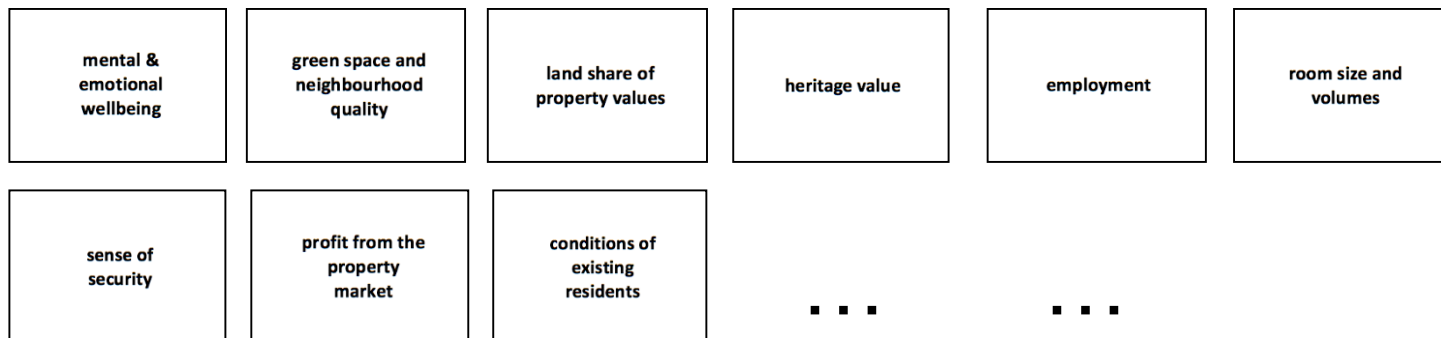 mental &
emotional
wellbeing
green space and
neighbourhood
quality
land share of
property values
heritage value
employment
room size and
volumes
sense of
security
profit from the
property
market
conditions of
existing
residents
... ...